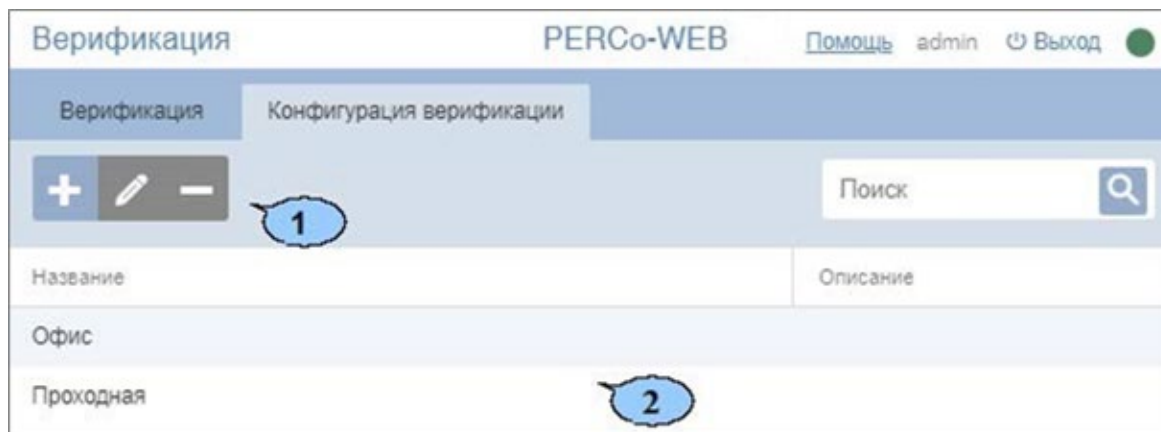 Верификация PERCo-WEB Помощь admin Выход
Верификация Конфигурация верификации
Поиск
1
Название Описание
Офис
Проходная
2